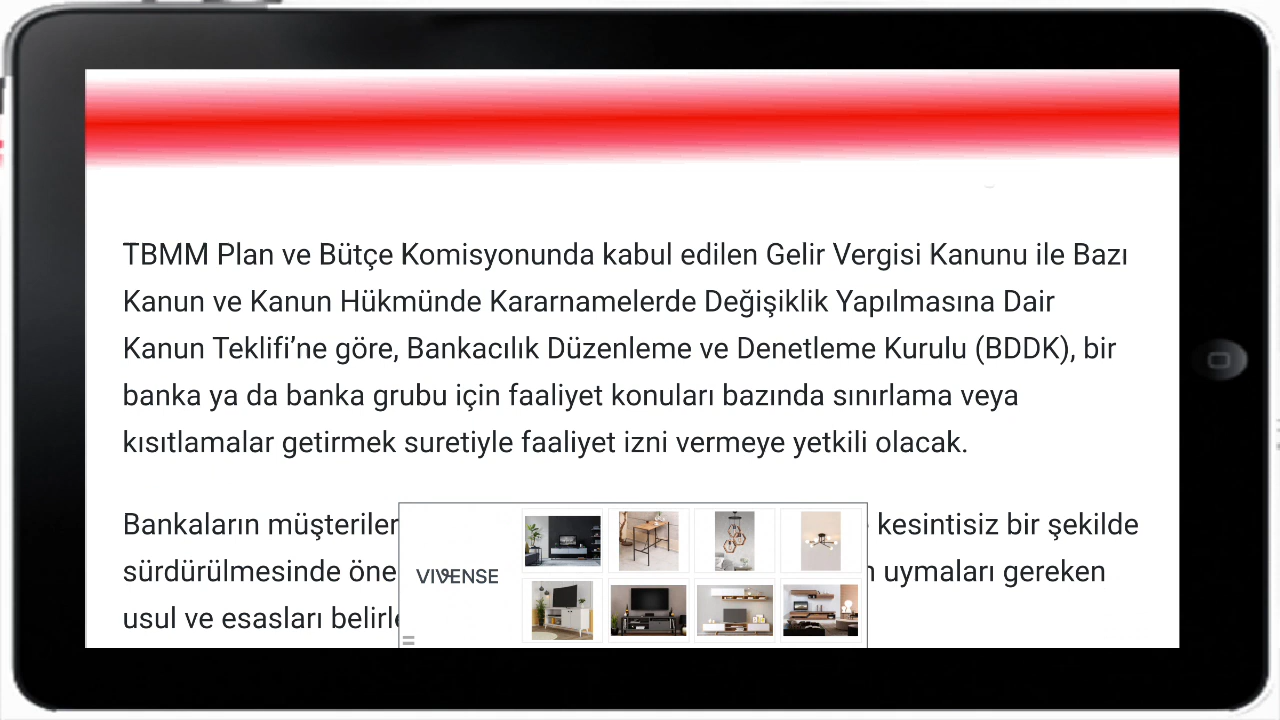 TBMM Plan ve Bütçe Komisyonunda kabul edilen Gelir Vergisi Kanunu ile Bazı
Kanun ve Kanun Hükmünde Kararnamelerde Değişiklik Yapılmasına Dair
Kanun Teklifi’ne göre, Bankacılık Düzenleme ve Denetleme Kurulu (BDDK), bir
banka ya da banka grubu için faaliyet konuları bazında sınırlama veya
kısıtlamalar getirmek suretiyle faaliyet izni vermeye yetkili olacak.
Bankaların kesintisiz bir şekilde
sürdürülmesinde uymaları gereken
usul ve esasları
VIVENSE